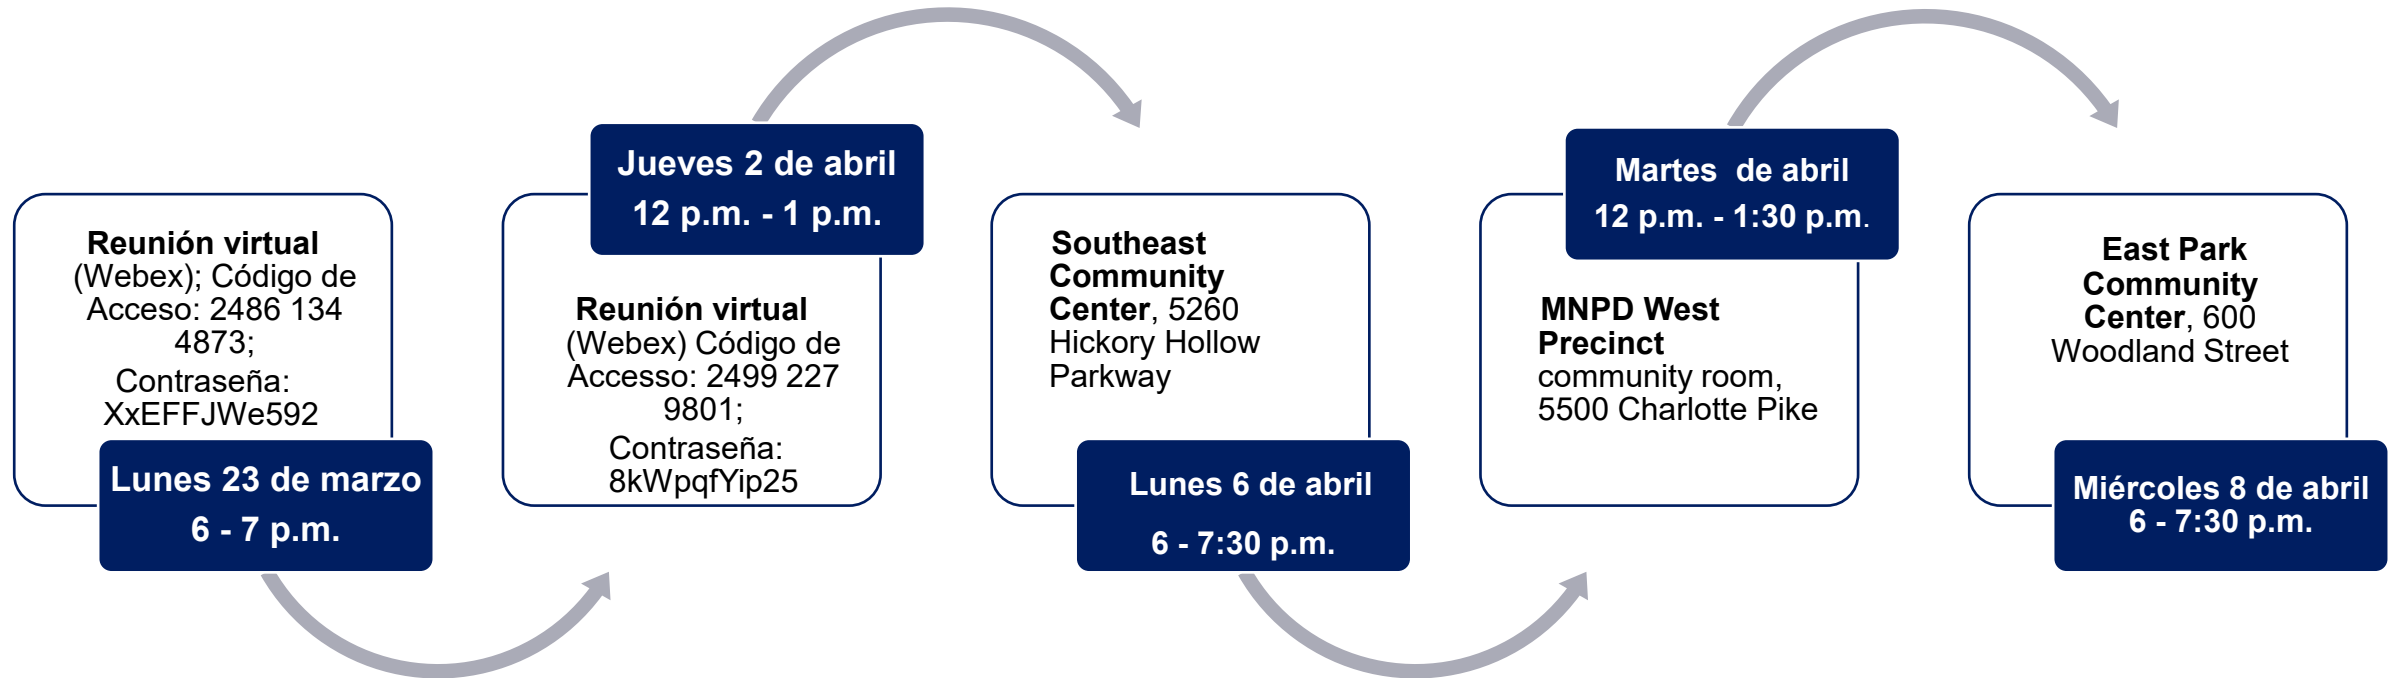 Reunión virtual
(Webex); Código de
Acceso: 2486 134
4873;
Contraseña:
XxEFFJWe592
Lunes 23 de marzo
6 - 7 p.m.
Jueves 2 de abril
12 p.m. - 1 p.m.
Reunión virtual
(Webex) Código de
Accesso: 2499 227
9801;
Contraseña:
8kWpqfYip25
Southeast
Community
Center, 5260
Hickory Hollow
Parkway
Lunes 6 de abril
6 - 7:30 p.m.
Martes  de abril
12 p.m. - 1:30 p.m.
MNPD West
Precinct
community room,
5500 Charlotte Pike
East Park
Community
Center, 600
Woodland Street
Miércoles 8 de abril
6 - 7:30 p.m.